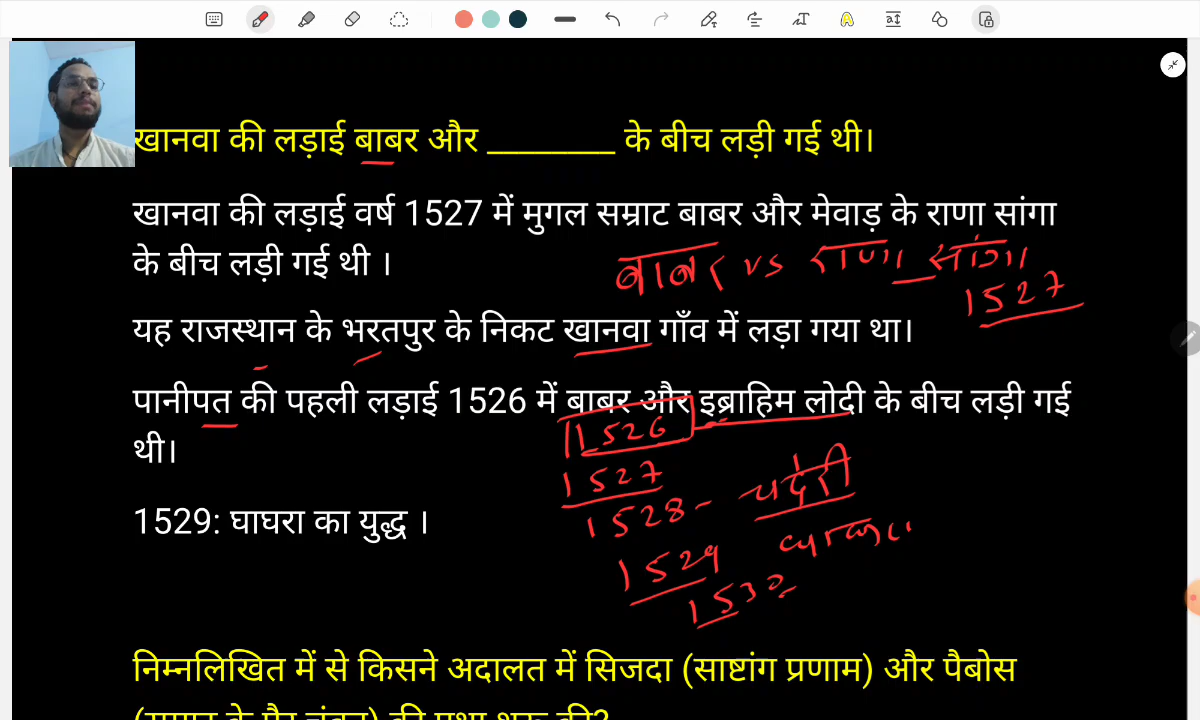 खानवा की लड़ाई बाबर और ________ के बीच लड़ी गई थी।
खानवा की लड़ाई वर्ष 1527 में मुगल सम्राट बाबर और मेवाड़ के राणा सांगा
के बीच लड़ी गई थी ।
बाबर vs राणा सांगा
1527
यह राजस्थान के भरतपुर के निकट खानवा गाँव में लड़ा गया था।
पानीपत की पहली लड़ाई 1526 में बाबर और इब्राहिम लोदी के बीच लड़ी गई
थी।
1526
1527
1528 - चंदेरी
1529: घाघरा का युद्ध ।
1529
1530
निम्नलिखित में से किसने अदालत में सिजदा (साष्टांग प्रणाम) और पैबोस